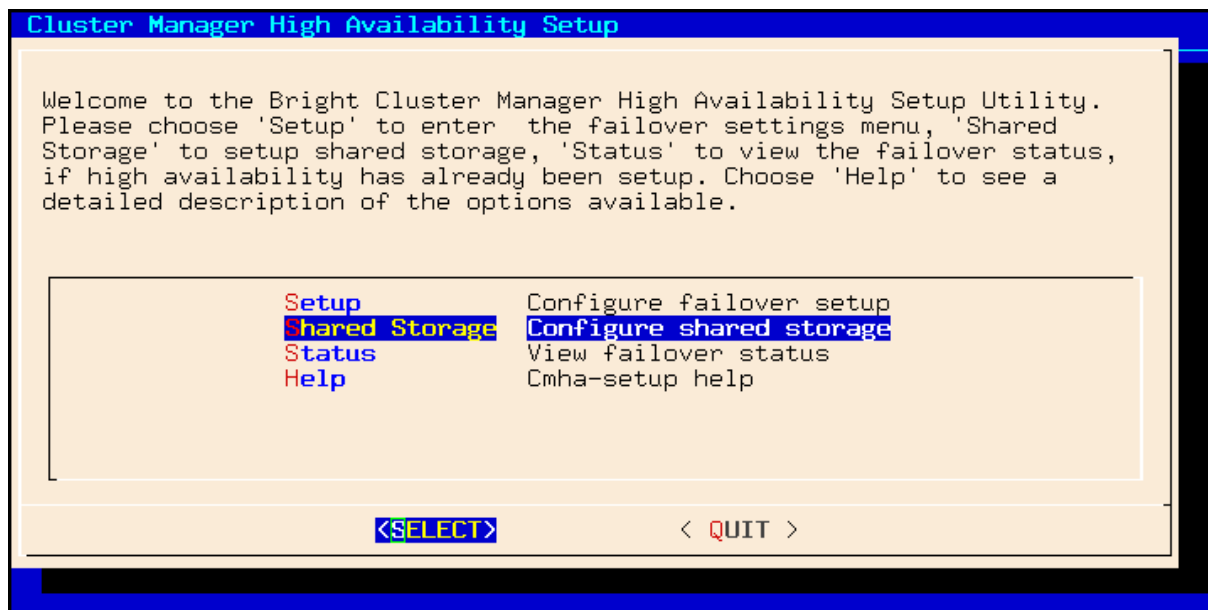 Cluster Manager High Availability Setup
Welcome to the Bright Cluster Manager High Availability Setup Utility.
Please choose 'Setup' to enter  the failover settings menu, 'Shared
Storage' to setup shared storage, 'Status' to view the failover status,
if high availability has already been setup. Choose 'Help' to see a
detailed description of the options available.
Setup Configure failover setup
Shared Storage Configure shared storage
Status View failover status
Help Cmha-setup help
<SELECT> < QUIT >